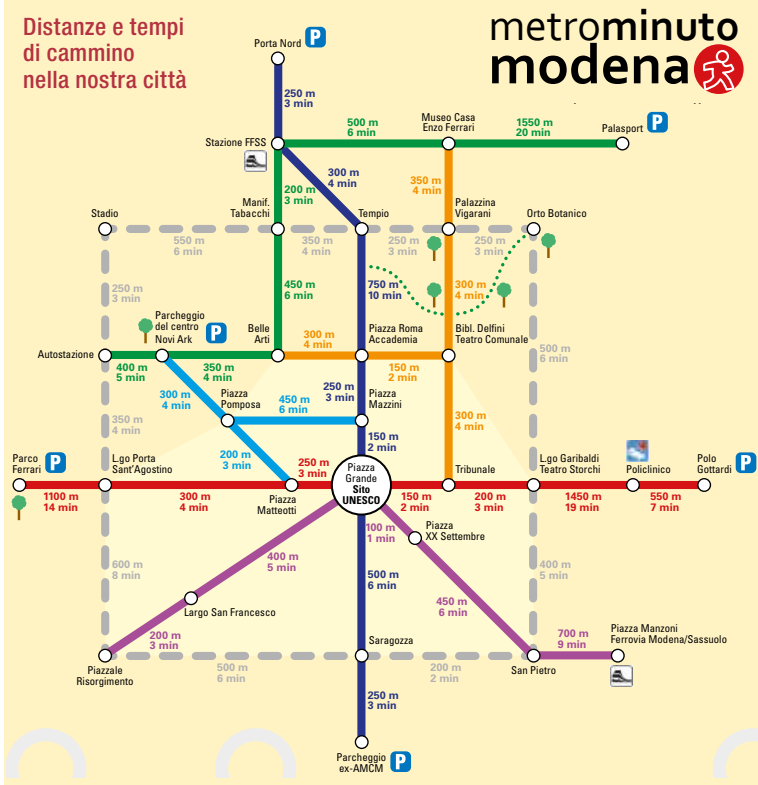 Distanze e tempi
di cammino
nella nostra città
metrominuto
modena
Porta Nord
P
250 m
3 min
Stazione FFSS
500 m
6 min
Museo Casa
Enzo Ferrari
1550 m
20 min
Palasport
P
200 m
3 min
300 m
4 min
350 m
4 min
Stadio
Manif.
Tabacchi
Tempio
Palazzina
Vigarani
Orto Botanico
550 m
6 min
350 m
4 min
250 m
3 min
250 m
3 min
250 m
3 min
450 m
6 min
750 m
10 min
300 m
4 min
500 m
6 min
Parcheggio
del centro
Novi Ark
P
Belle
Arti
Piazza Roma
Accademia
Bibl. Delfini
Teatro Comunale
Autostazione
400 m
5 min
350 m
4 min
300 m
4 min
150 m
2 min
300 m
4 min
Piazza
Pomposa
450 m
6 min
250 m
3 min
Piazza
Mazzini
350 m
4 min
200 m
3 min
150 m
2 min
300 m
4 min
Parco
Ferrari
P
L.go Porta
Sant'Agostino
250 m
3 min
Piazza
Grande
Sito
UNESCO
Tribunale
L.go Garibaldi
Teatro Storchi
Policlinico
Polo
Gottardi
P
1100 m
14 min
300 m
4 min
Piazza
Matteotti
150 m
2 min
200 m
3 min
1450 m
19 min
550 m
7 min
100 m
1 min
Piazza
XX Settembre
600 m
8 min
400 m
5 min
500 m
6 min
450 m
6 min
400 m
5 min
Largo San Francesco
200 m
3 min
Saragozza
700 m
9 min
Piazza Manzoni
Ferrovia Modena/Sassuolo
Piazzale
Risorgimento
500 m
6 min
200 m
2 min
San Pietro
250 m
3 min
Parcheggio
ex-AMCM
P